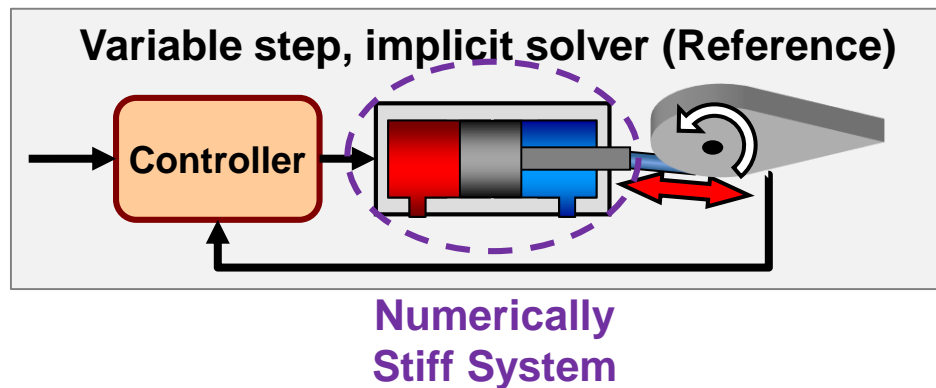 Variable step, implicit solver (Reference)
Controller
Numerically
Stiff System